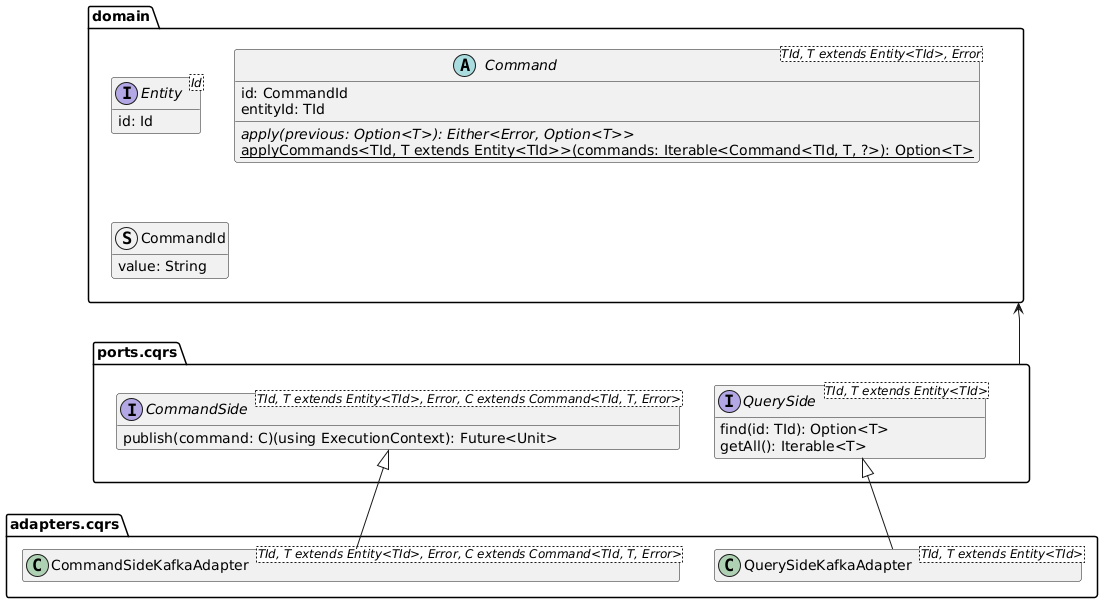 domain
TId, T extends Entity<TId>, Error
A Command
id: CommandId
entityId: TId
apply(previous: Option<T>): Either<Error, Option<T>>
applyCommands<TId, T extends Entity<TId>>(commands: Iterable<Command<TId, T, ?>): Option<T>
Id
I Entity
id: Id
S CommandId
value: String
ports.cqrs
TId, T extends Entity<TId>, Error, C extends Command<TId, T, Error>
I CommandSide
publish(command: C)(using ExecutionContext): Future<Unit>
TId, T extends Entity<TId>
I QuerySide
find(id: TId): Option<T>
getAll(): Iterable<T>
adapters.cqrs
TId, T extends Entity<TId>, Error, C extends Command<TId, T, Error>
C CommandSideKafkaAdapter
TId, T extends Entity<TId>
C QuerySideKafkaAdapter